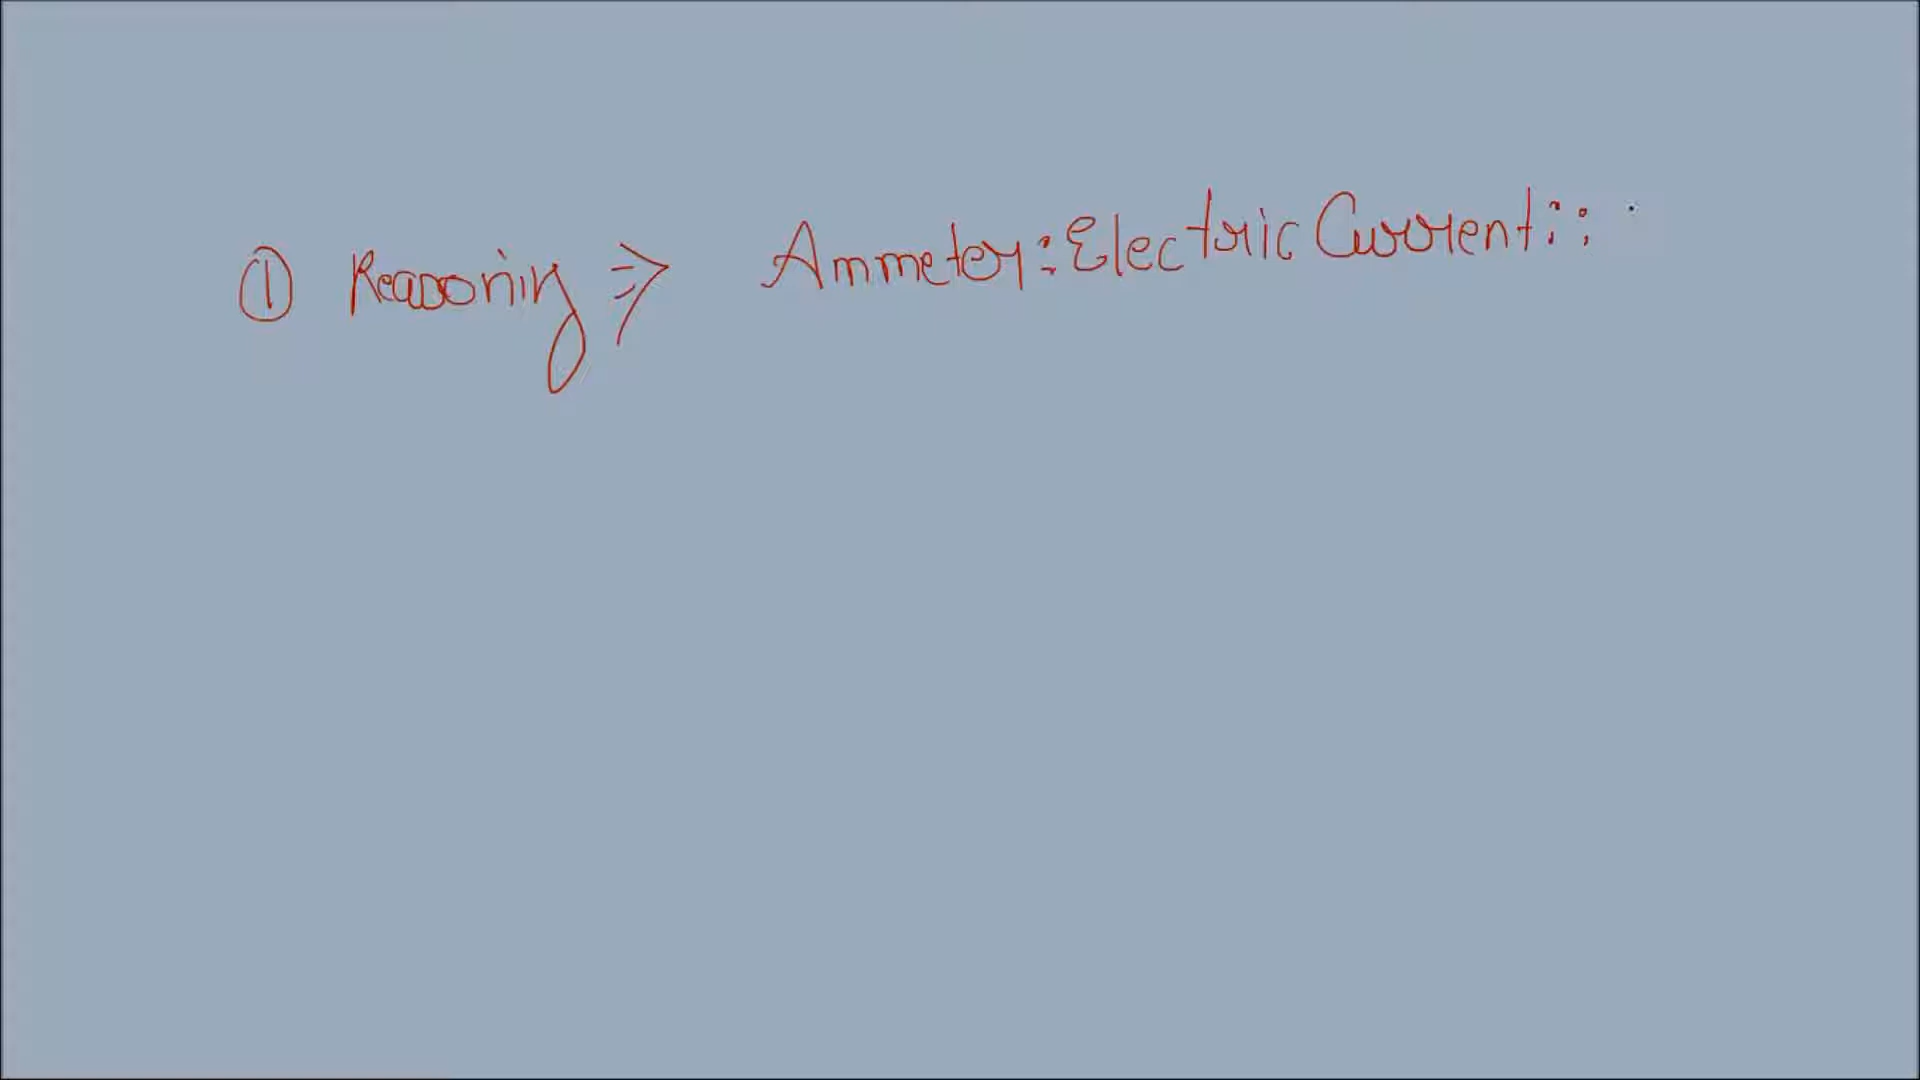 ① Reasoning ⇒ Ammeter : Electric Current : :